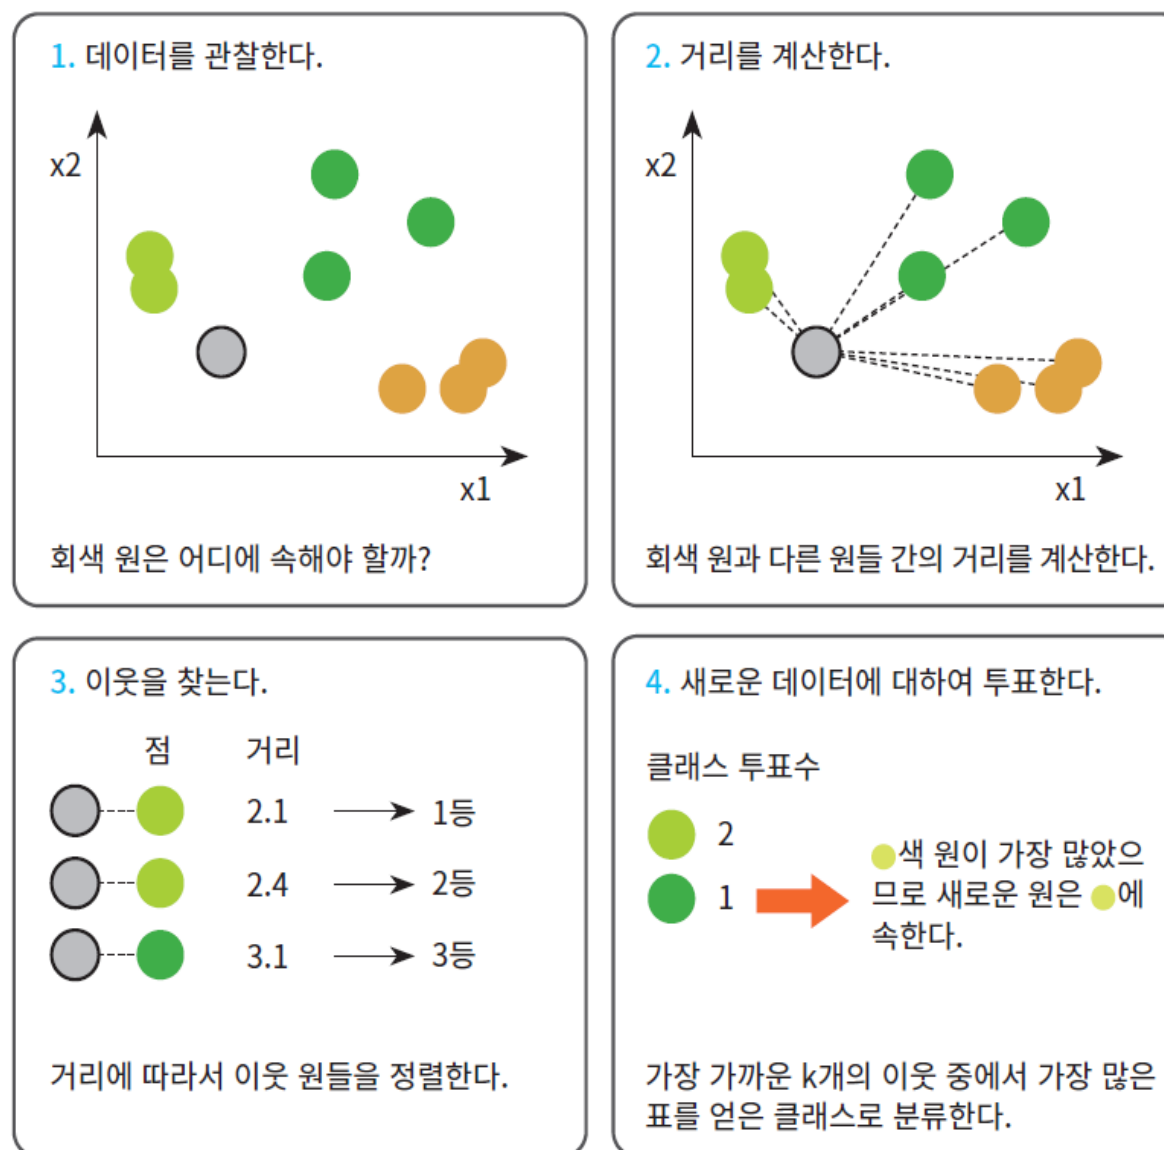 1. 데이터를 관찰한다.
x2
x1
회색 원은 어디에 속해야 할까?
2. 거리를 계산한다.
x2
x1
회색 원과 다른 원들 간의 거리를 계산한다.
3. 이웃을 찾는다.
점 거리
2.1 1등
2.4 2등
3.1 3등
거리에 따라서 이웃 원들을 정렬한다.
4. 새로운 데이터에 대하여 투표한다.
클래스 투표수
2
1
색 원이 가장 많았으
므로 새로운 원은 에
속한다.
가장 가까운 k개의 이웃 중에서 가장 많은
표를 얻은 클래스로 분류한다.